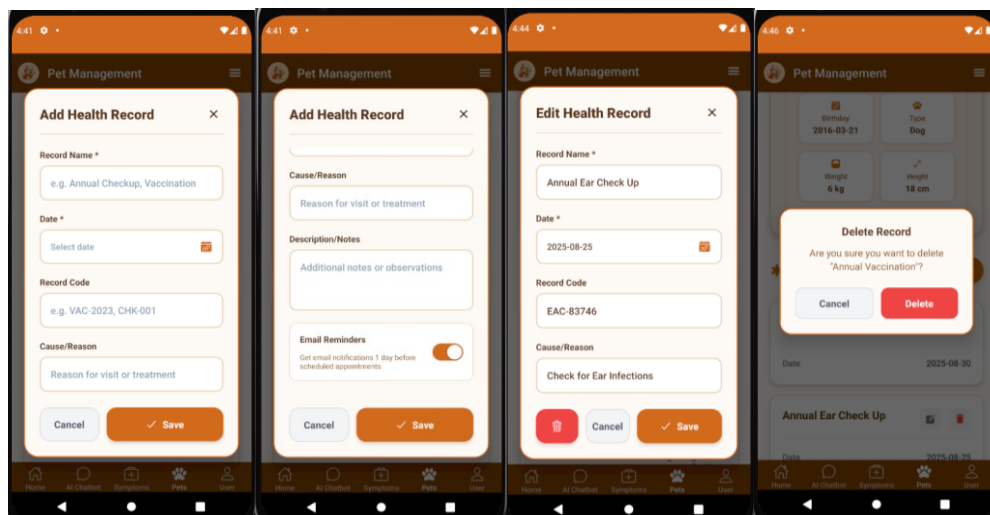 4:41
Pet Management
Add Health Record
Record Name *
e.g. Annual Checkup, Vaccination
Date *
Select date
Record Code
e.g. VAC-2023, CHK-001
Cause/Reason
Reason for visit or treatment
Cancel
Save
Home
AI Chatbot
Symptoms
Pets
User
4:41
Pet Management
Add Health Record
Cause/Reason
Reason for visit or treatment
Description/Notes
Additional notes or observations
Email Reminders
Get email notifications 1 day before
scheduled appointments
Cancel
Save
Home
AI Chatbot
Symptoms
Pets
User
4:44
Pet Management
Edit Health Record
Record Name *
Annual Ear Check Up
Date *
2025-08-25
Record Code
EAC-83746
Cause/Reason
Check for Ear Infections
Cancel
Save
Home
AI Chatbot
Symptoms
Pets
User
4:46
Pet Management
Birthday
2016-03-21
Type
Dog
Weight
6 kg
Height
18 cm
Delete Record
Are you sure you want to delete
"Annual Vaccination"?
Cancel
Delete
Date
2025-08-30
Annual Ear Check Up
Date
2025-08-25
Home
AI Chatbot
Symptoms
Pets
User